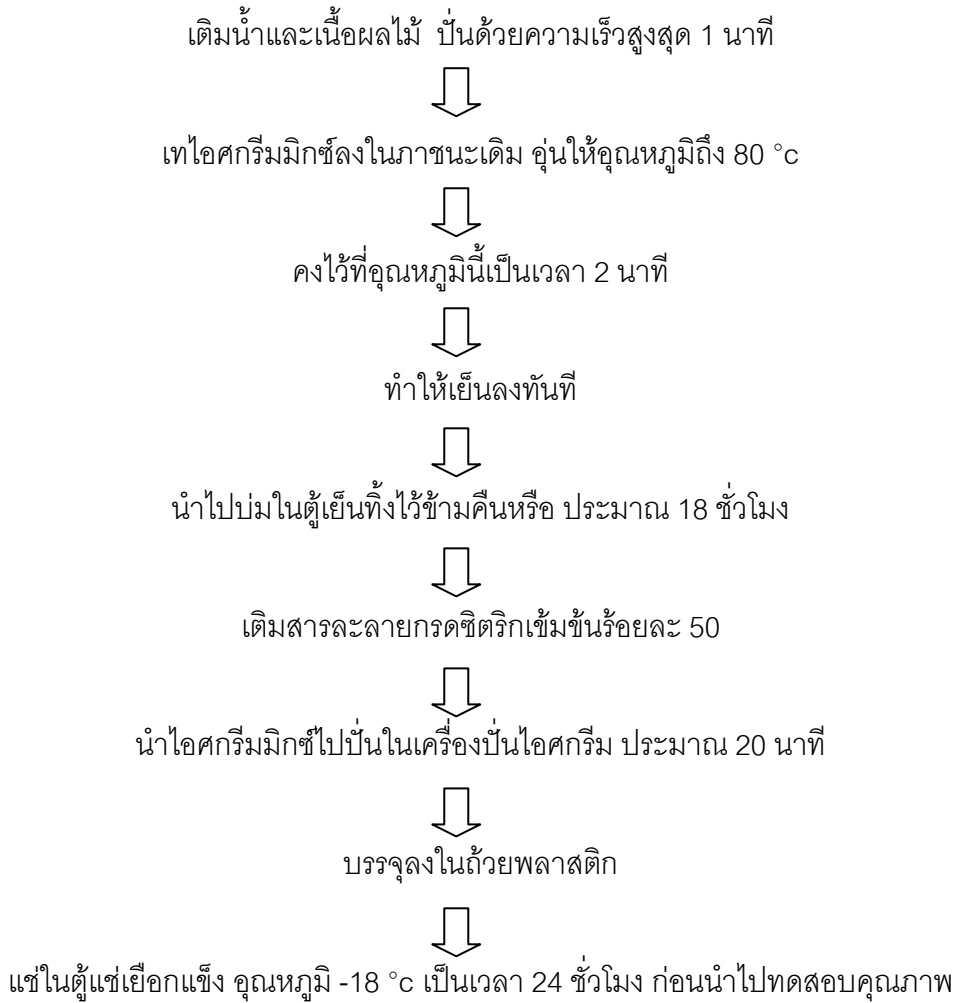 เติมน้ำและเนื้อผลไม้ ปั่นด้วยความเร็วสูงสุด 1 นาที
เทไอศกรีมมิกซ์ลงในภาชนะเดิม อุ่นให้อุณหภูมิถึง 80 °c
คงไว้ที่อุณหภูมินี้เป็นเวลา 2 นาที
ทำให้เย็นลงทันที
นำไปบ่มในตู้เย็นทิ้งไว้ข้ามคืนหรือ ประมาณ 18 ชั่วโมง
เติมสารละลายกรดซิตริกเข้มข้นร้อยละ 50
นำไอศกรีมมิกซ์ไปปั่นในเครื่องปั่นไอศกรีม ประมาณ 20 นาที
บรรจุลงในถ้วยพลาสติก
แช่ในตู้แช่เยือกแข็ง อุณหภูมิ -18 °c เป็นเวลา 24 ชั่วโมง ก่อนนำไปทดสอบคุณภาพ